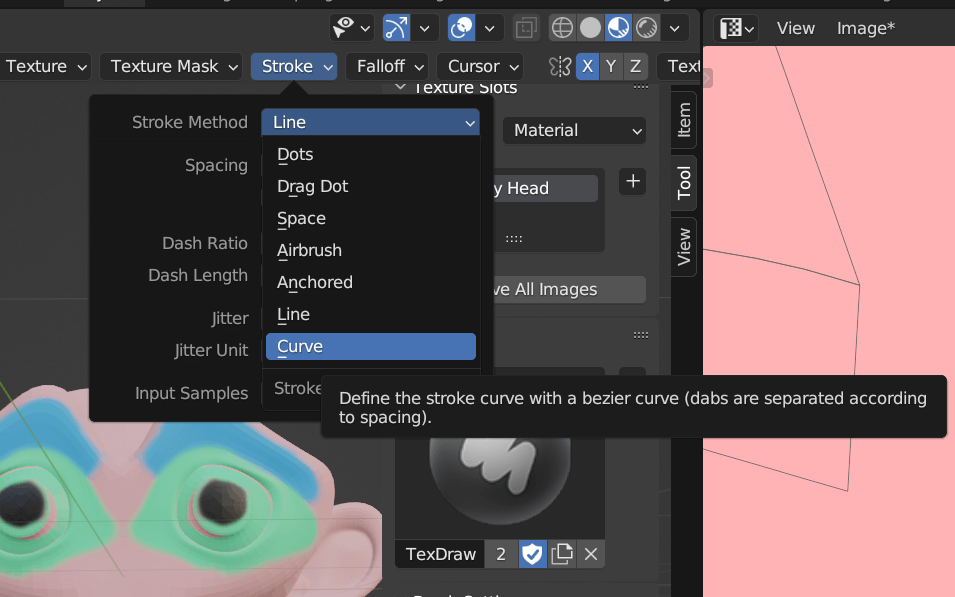 View Image*
Texture Texture Mask Stroke Falloff Cursor X Y Z Text
Texture Slots
Stroke Method Line
Material
Item
Dots
Spacing
Drag Dot
y Head
Tool
Space
Dash Ratio
Airbrush
View
Dash Length
Anchored
ve All Images
Jitter
Line
Jitter Unit
Curve
Input Samples
Stroke
Define the stroke curve with a bezier curve (dabs are separated according
to spacing).
TexDraw 2